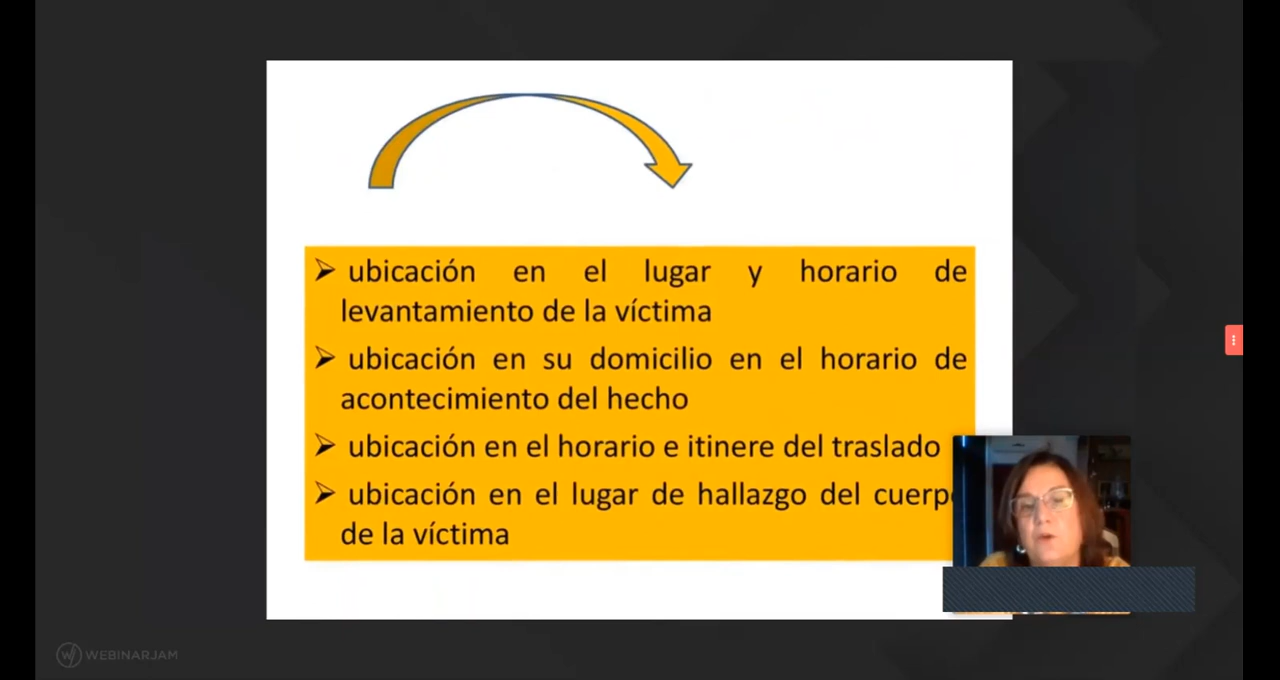 ➢ ubicación en el lugar y horario de
levantamiento de la víctima
➢ ubicación en su domicilio en el horario de
acontecimiento del hecho
➢ ubicación en el horario e itinere del traslado
➢ ubicación en el lugar de hallazgo del cuerpo
de la víctima
WEBINARJAM